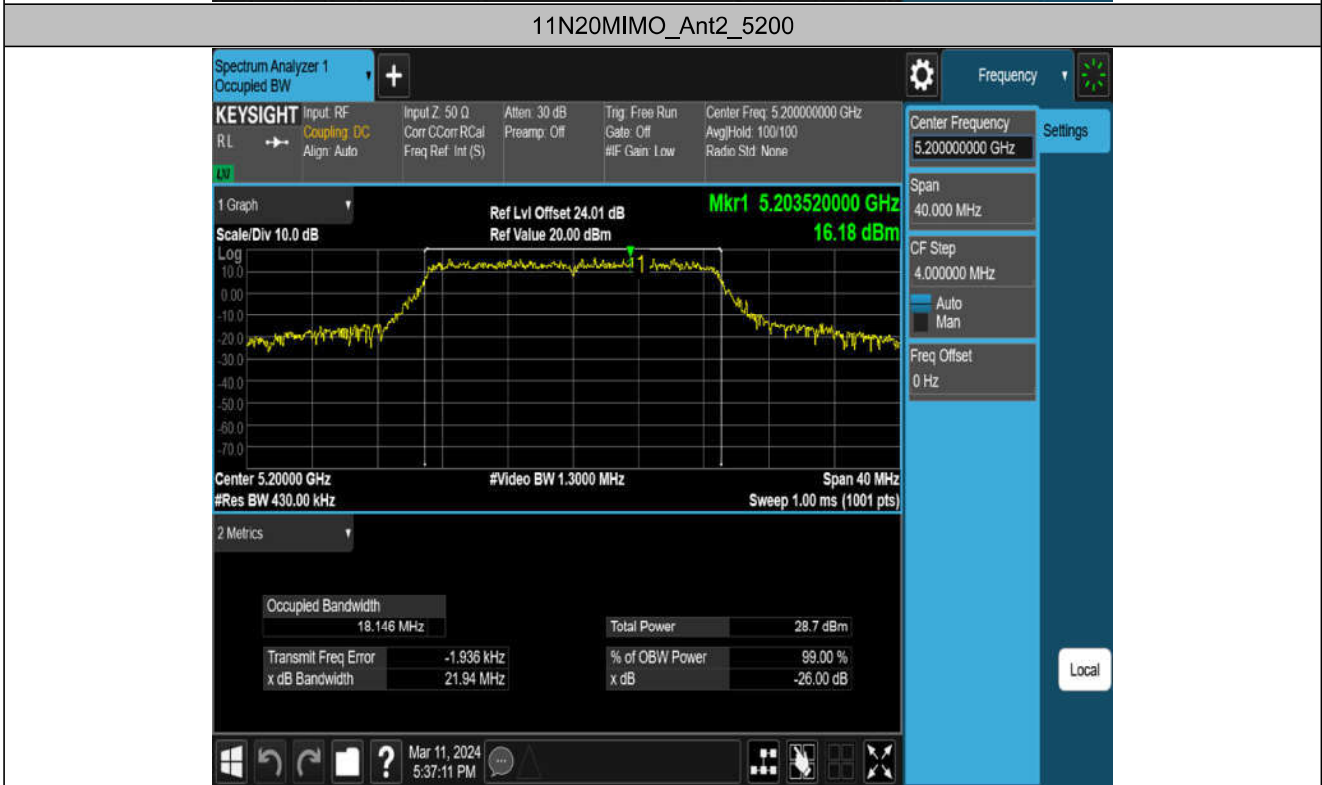 11N20MIMO_Ant2_5200
Spectrum Analyzer 1
Occupied BW
Frequency
KEYSIGHT
RL
LXI
Input: RF
Coupling: DC
Align: Auto
Input Z: 50 Ω
Corr CCorr RCal
Freq Ref: Int (S)
Atten: 30 dB
Preamp: Off
Trig: Free Run
Gate: Off
#IF Gain: Low
Center Freq: 5.200000000 GHz
Avg|Hold: 100/100
Radio Std: None
Center Frequency
5.200000000 GHz
Settings
Span
40.000 MHz
CF Step
4.000000 MHz
Auto
Man
Freq Offset
0 Hz
Local
1 Graph
Scale/Div 10.0 dB
Ref Lvl Offset 24.01 dB
Ref Value 20.00 dBm
Mkr1 5.203520000 GHz
16.18 dBm
Log
10.0
0.00
-10.0
-20.0
-30.0
-40.0
-50.0
-60.0
-70.0
1
Center 5.20000 GHz
#Res BW 430.00 kHz
#Video BW 1.3000 MHz
Span 40 MHz
Sweep 1.00 ms (1001 pts)
2 Metrics
Occupied Bandwidth
18.146 MHz
Total Power 28.7 dBm
Transmit Freq Error -1.936 kHz
% of OBW Power 99.00 %
x dB Bandwidth 21.94 MHz
x dB -26.00 dB
?
Mar 11, 2024
5:37:11 PM